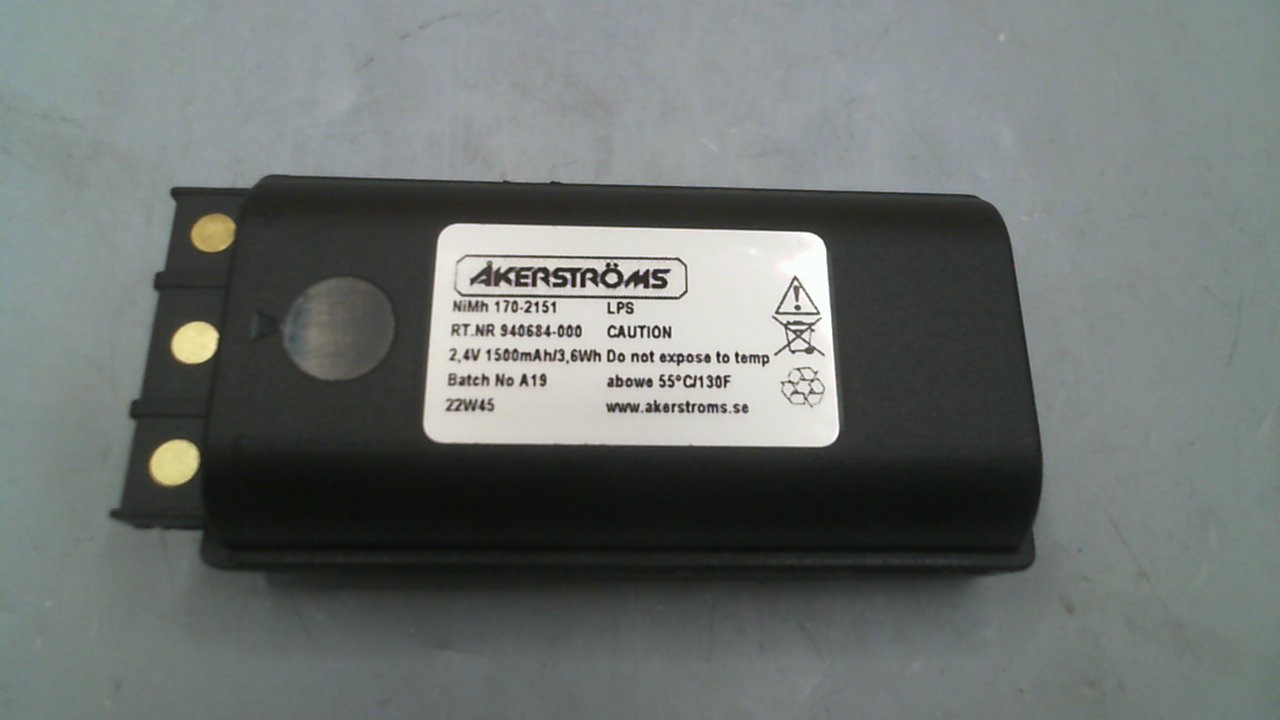 ÅKERSTRÖMS
NiMh 170-2151 LPS
RT.NR 940684-000 CAUTION
2,4V 1500mAh/3,6Wh Do not expose to temp
Batch No A19 abowe 55°C/130F
22W45 www.akerstroms.se